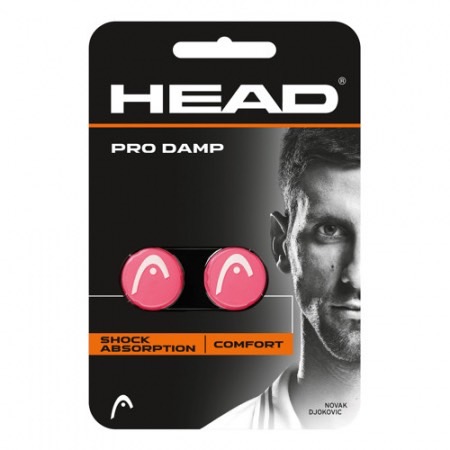 HEAD®
PRO DAMP
SHOCK
ABSORPTION | COMFORT
NOVAK
DJOKOVIC